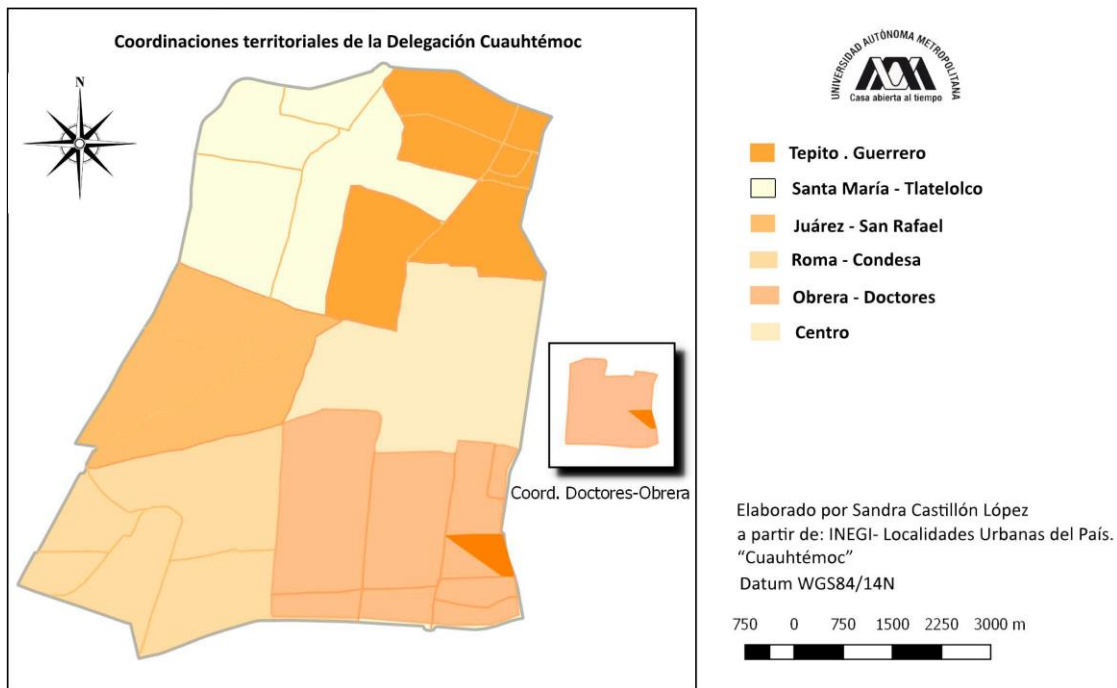 Coordinaciones territoriales de la Delegación Cuauhtémoc
N
UNIVERSIDAD AUTÓNOMA METROPOLITANA
Casa abierta al tiempo
Tepito . Guerrero
Santa María - Tlatelolco
Juárez - San Rafael
Roma - Condesa
Obrera - Doctores
Centro
Coord. Doctores-Obrera
Elaborado por Sandra Castillón López
a partir de: INEGI- Localidades Urbanas del País.
“Cuauhtémoc”
Datum WGS84/14N
750 0 750 1500 2250 3000 m